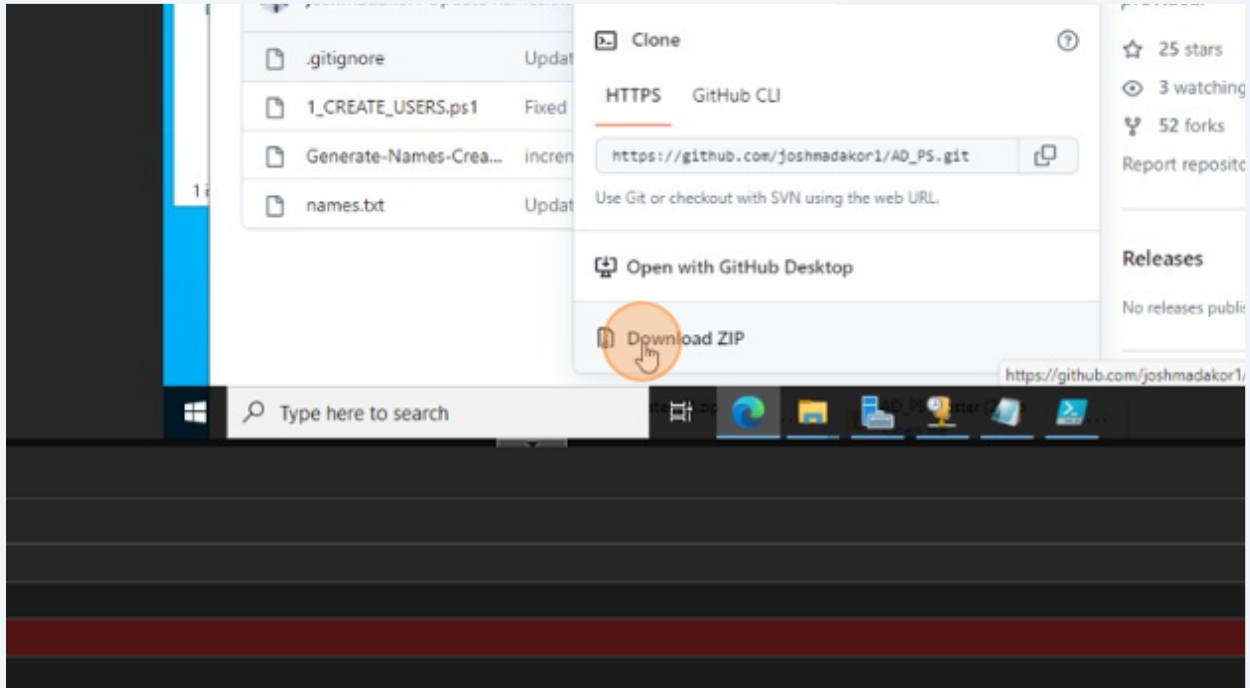 Clone
.gitignore
Updat
25 stars
HTTPS GitHub CLI
3 watching
1_CREATE_USERS.ps1
Fixed
52 forks
https://github.com/joshmadakor1/AD_PS.git
Generate-Names-Crea...
increm
Report reposito
1 i
names.txt
Updat
Use Git or checkout with SVN using the web URL.
Open with GitHub Desktop
Releases
No releases publis
Download ZIP
https://github.com/joshmadakor1/
Type here to search